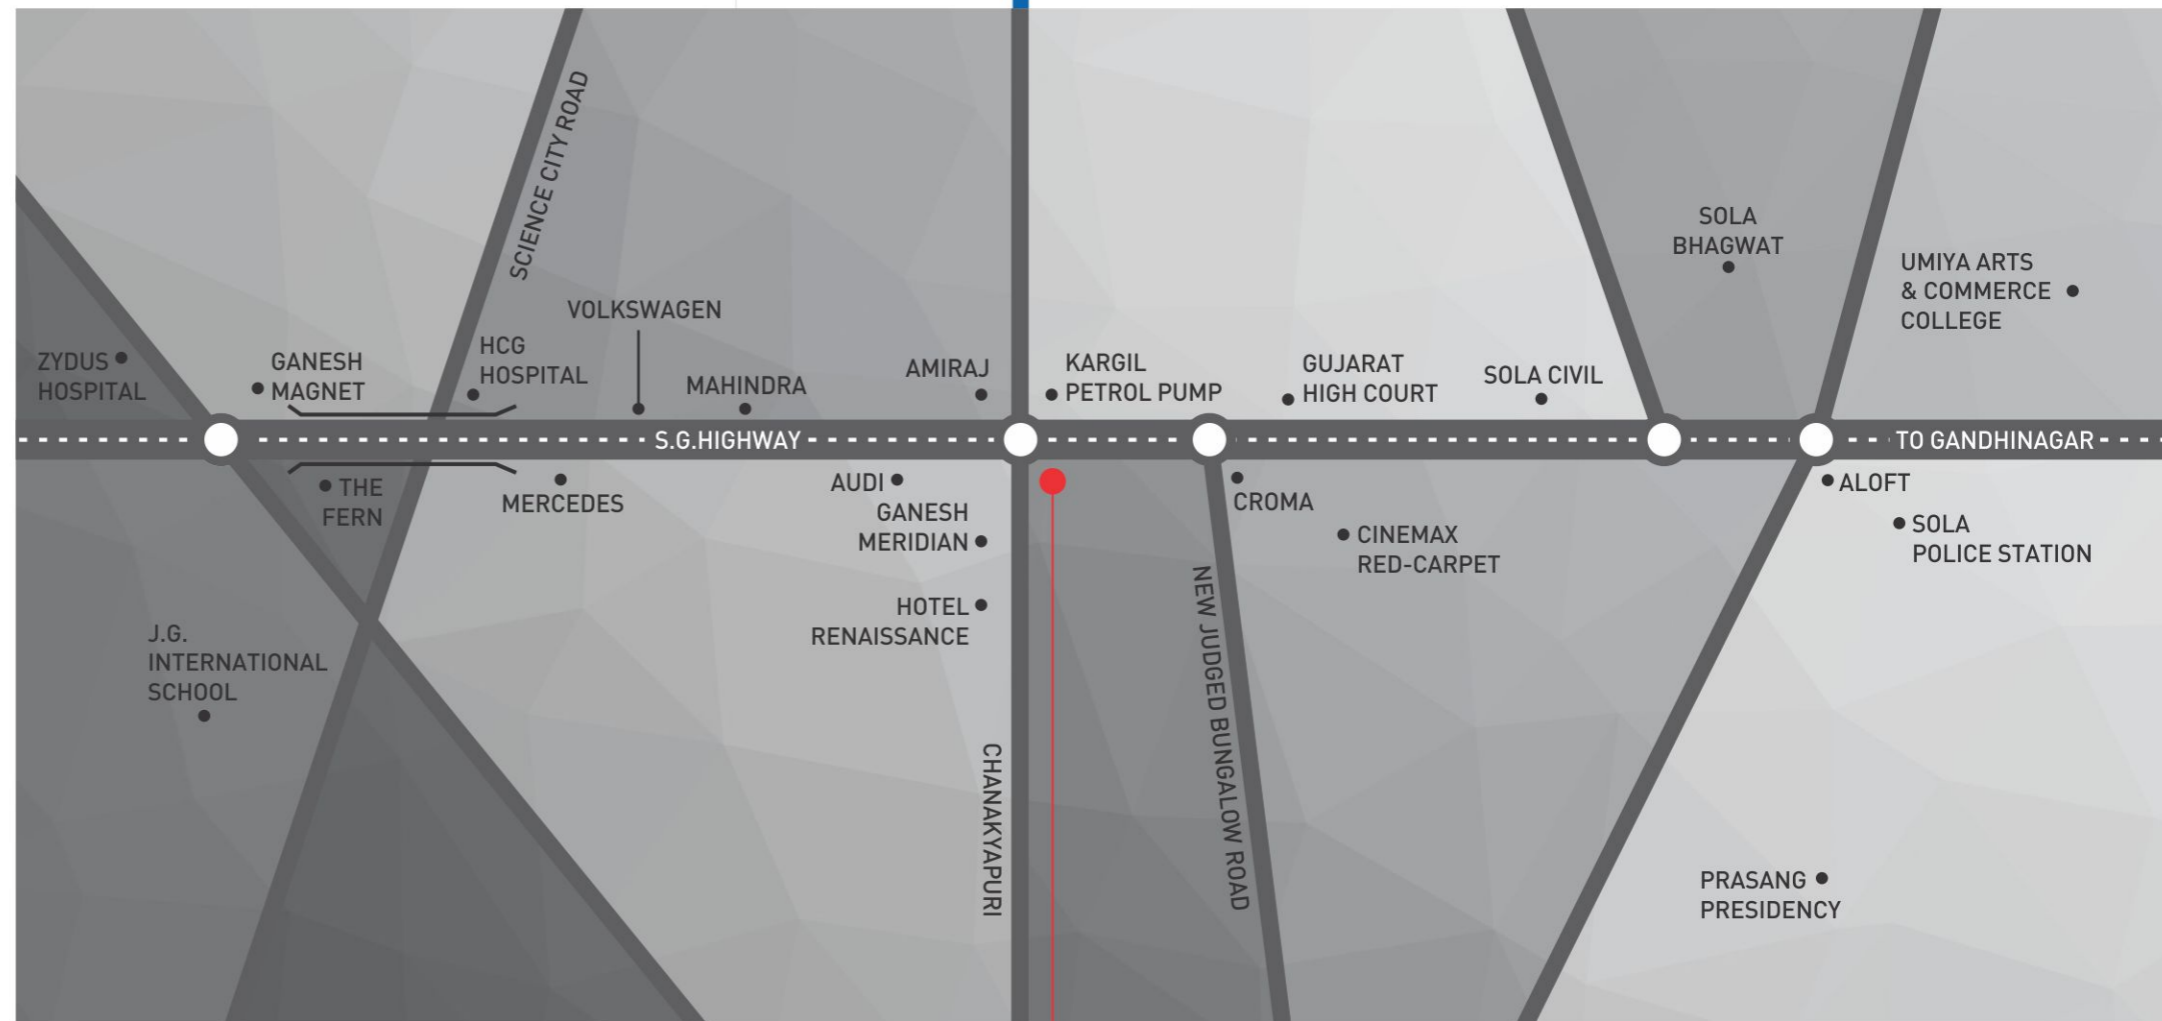 SCIENCE CITY ROAD
SOLA
BHAGWAT
UMIYA ARTS
& COMMERCE
COLLEGE
VOLKSWAGEN
ZYDUS
HOSPITAL
GANESH
MAGNET
HCG
HOSPITAL
MAHINDRA
AMIRAJ
KARGIL
PETROL PUMP
GUJARAT
HIGH COURT
SOLA CIVIL
S.G.HIGHWAY
TO GANDHINAGAR
THE
FERN
MERCEDES
AUDI
GANESH
MERIDIAN
HOTEL
RENAISSANCE
CROMA
CINEMAX
RED-CARPET
ALOFT
SOLA
POLICE STATION
J.G.
INTERNATIONAL
SCHOOL
CHANAKYAPURI
NEW JUDGED BUNGALOW ROAD
PRASANG
PRESIDENCY